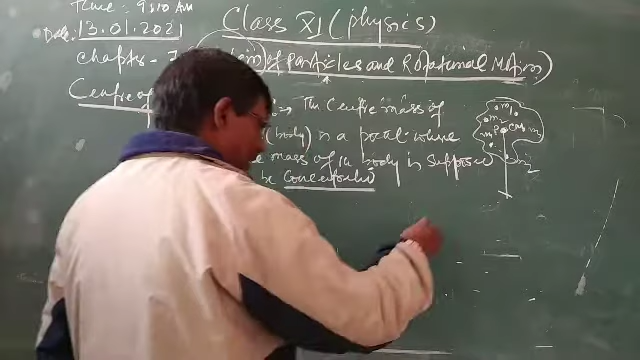 Time : 9:10 AM
Date: 13.01.2021
Class XI (physics)
Chapter- 7 of Particles and Rotational Motion)
Centre of
The Centre mass of
(body) is a point where
mass of the body is supposed
be Concentrated
m
m
CM m
m